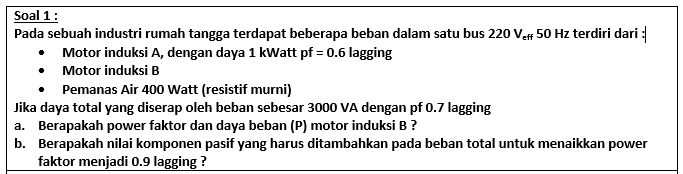 Soal 1 :
Pada sebuah industri rumah tangga terdapat beberapa beban dalam satu bus 220 Veff 50 Hz terdiri dari :
• Motor induksi A, dengan daya 1 kWatt pf = 0.6 lagging
• Motor induksi B
• Pemanas Air 400 Watt (resistif murni)
Jika daya total yang diserap oleh beban sebesar 3000 VA dengan pf 0.7 lagging
a. Berapakah power faktor dan daya beban (P) motor induksi B ?
b. Berapakah nilai komponen pasif yang harus ditambahkan pada beban total untuk menaikkan power
faktor menjadi 0.9 lagging ?